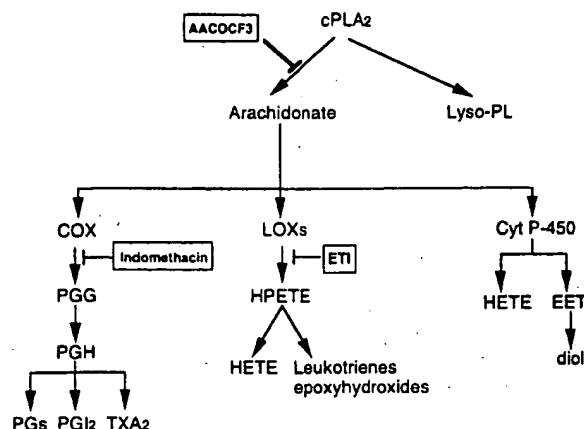 cPLA2
AACOCF3
Arachidonate
Lyso-PL
COX
LOXs
Cyt P-450
Indomethacin
ETI
PGG
HPETE
HETE
EET
PGH
diol
HETE
Leukotrienes
epoxyhydroxides
PGs
PGI2
TXA2